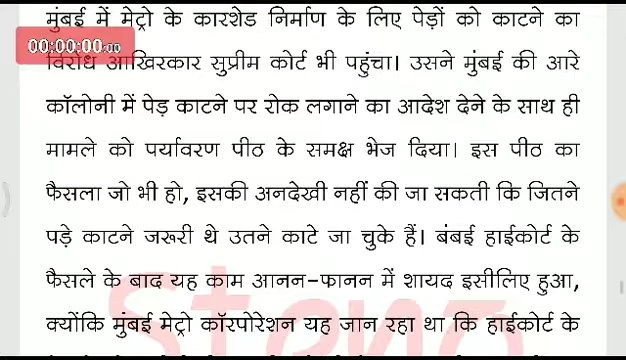 मुंबई में मेट्रो के कारशेड निर्माण के लिए पेड़ों को काटने का
00:00:00.00
विरोध आखिरकार सुप्रीम कोर्ट भी पहुंचा। उसने मुंबई की आरे
कॉलोनी में पेड़ काटने पर रोक लगाने का आदेश देने के साथ ही
मामले को पर्यावरण पीठ के समक्ष भेज दिया। इस पीठ का
फैसला जो भी हो, इसकी अनदेखी नहीं की जा सकती कि जितने
पड़े काटने जरूरी थे उतने काटे जा चुके हैं। बंबई हाईकोर्ट के
फैसले के बाद यह काम आनन-फानन में शायद इसीलिए हुआ,
क्योंकि मुंबई मेट्रो कॉरपोरेशन यह जान रहा था कि हाईकोर्ट के
Steno